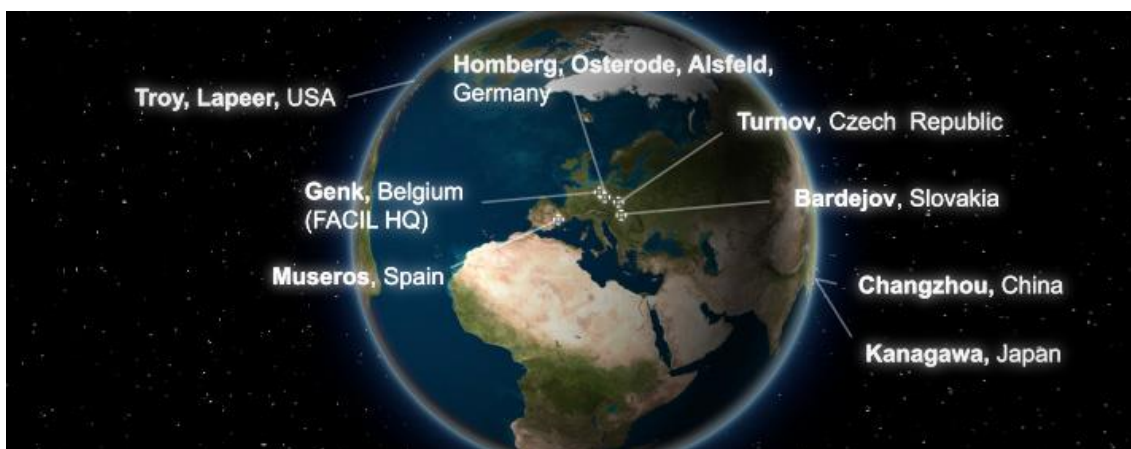 Homberg, Osterode, Alsfeld,
Germany
Troy, Lapeer, USA
Turnov, Czech Republic
Genk, Belgium
(FACIL HQ)
Bardejov, Slovakia
Museros, Spain
Changzhou, China
Kanagawa, Japan